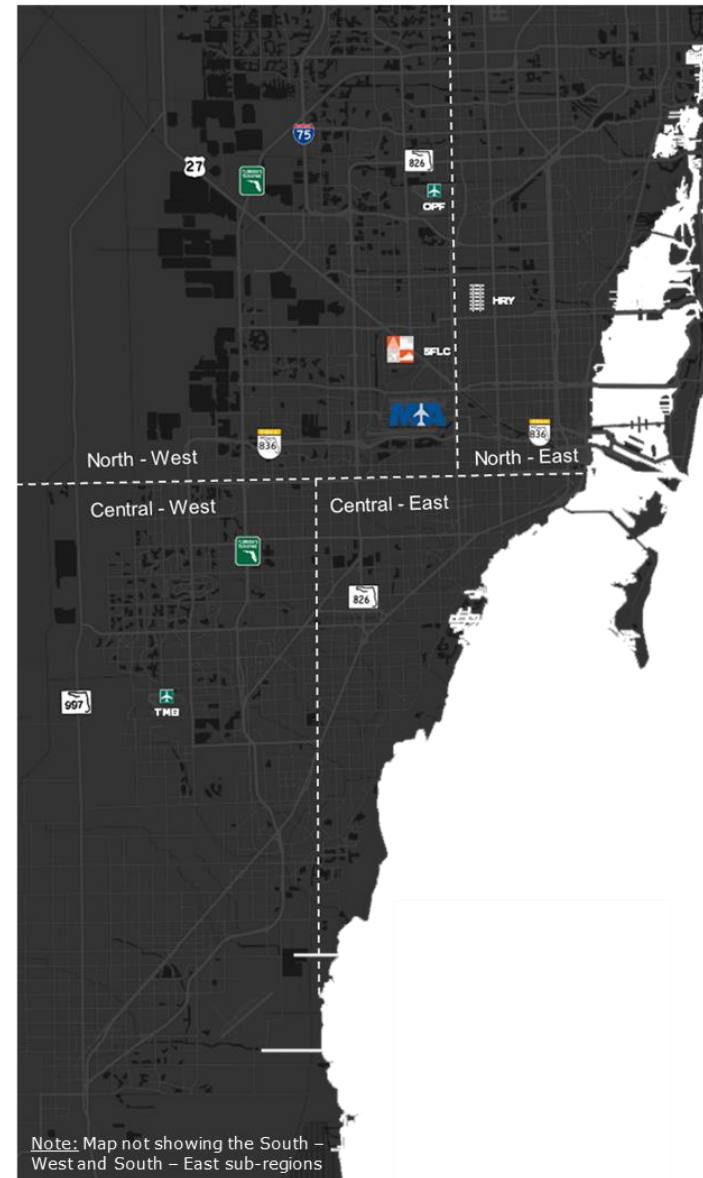 75
27
826
OPF
HRY
SFLC
MIA
836
836
North - West
North - East
Central - West
Central - East
826
997
TMB
Note: Map not showing the South –
West and South – East sub-regions